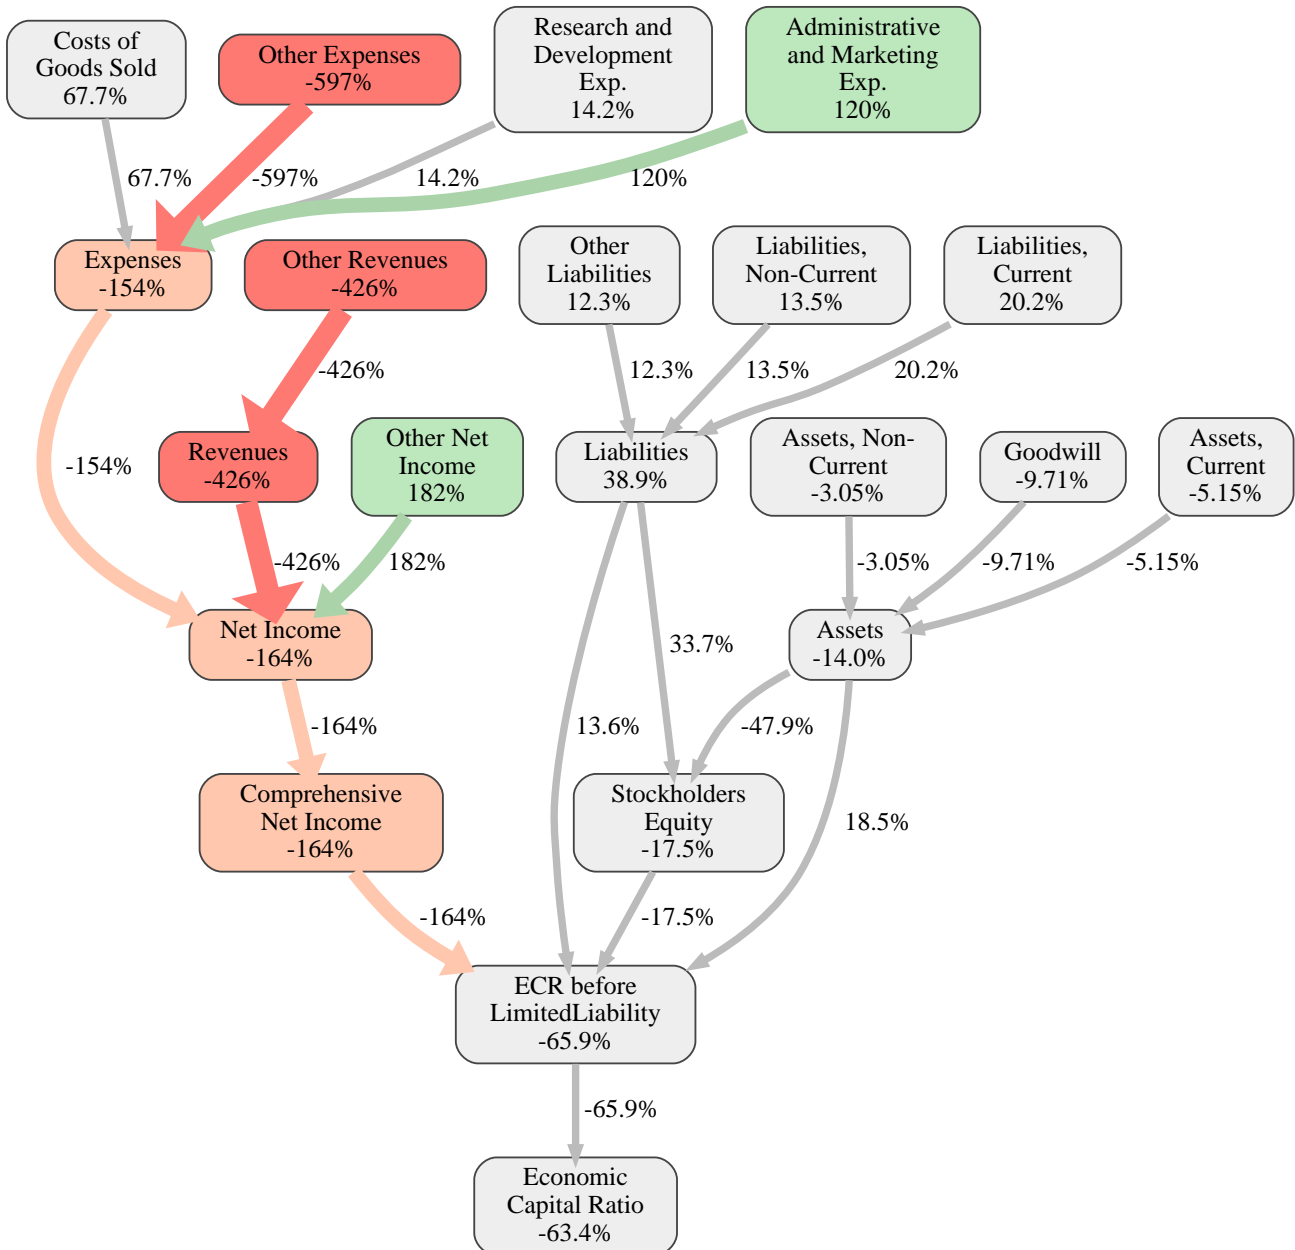 Costs of
Goods Sold
67.7%
Other Expenses
-597%
Research and
Development
Exp.
14.2%
Administrative
and Marketing
Exp.
120%
67.7%
-597%
14.2%
120%
Expenses
-154%
Other Revenues
-426%
Other
Liabilities
12.3%
Liabilities,
Non-Current
13.5%
Liabilities,
Current
20.2%
-426%
12.3%
13.5%
20.2%
-154%
Revenues
-426%
Other Net
Income
182%
Liabilities
38.9%
Assets, Non-
Current
-3.05%
Goodwill
-9.71%
Assets,
Current
-5.15%
-426%
182%
-3.05%
-9.71%
-5.15%
Net Income
-164%
33.7%
Assets
-14.0%
-164%
13.6%
-47.9%
Comprehensive
Net Income
-164%
Stockholders
Equity
-17.5%
18.5%
-164%
-17.5%
ECR before
LimitedLiability
-65.9%
-65.9%
Economic
Capital Ratio
-63.4%